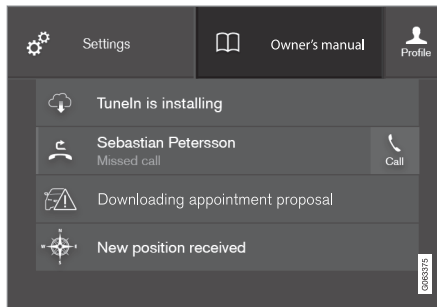 Settings
Owner's manual
Profile
TuneIn is installing
Sebastian Petersson
Missed call
Call
Downloading appointment proposal
New position received
G063375